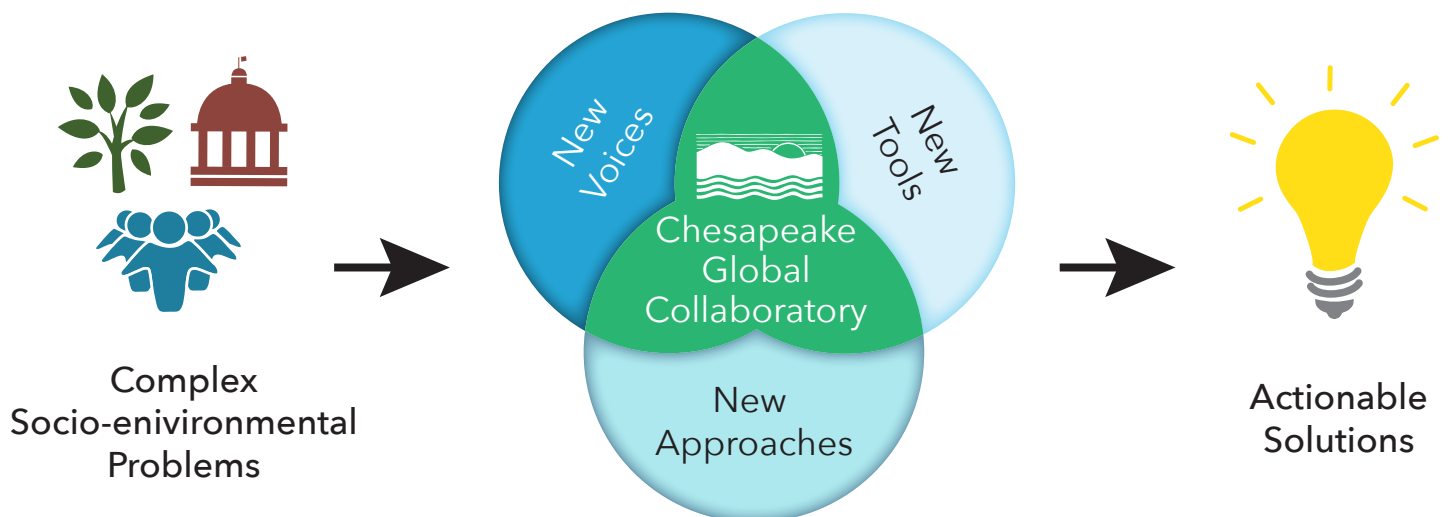 New
Voices
New
Tools
Chesapeake
Global
Collaboratory
New
Approaches
Complex
Socio-enivironmental
Problems
Actionable
Solutions